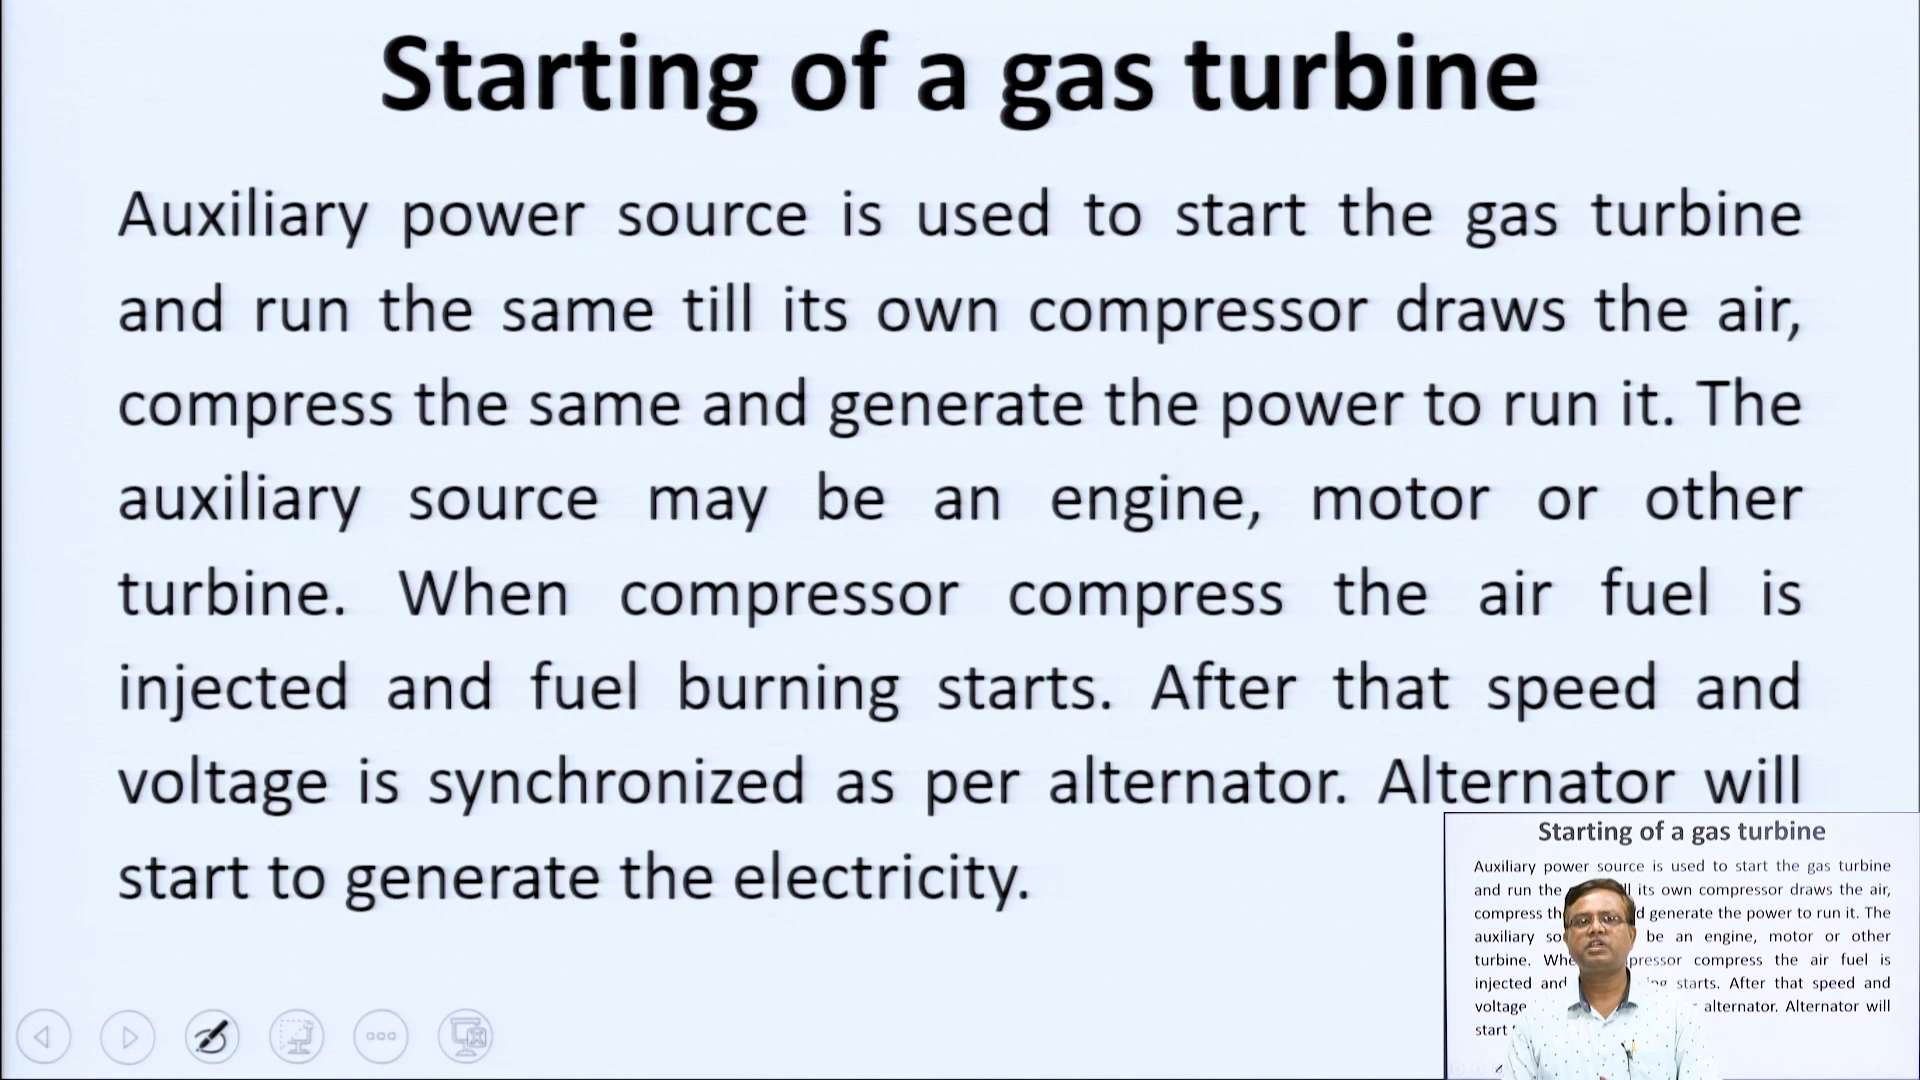 Starting of a gas turbine
Auxiliary power source is used to start the gas turbine
and run the same till its own compressor draws the air,
compress the same and generate the power to run it. The
auxiliary source may be an engine, motor or other
turbine. When compressor compress the air fuel is
injected and fuel burning starts. After that speed and
voltage is synchronized as per alternator. Alternator will
start to generate the electricity.
Starting of a gas turbine
Auxiliary power source is used to start the gas turbine
and run the its own compressor draws the air,
generate the power to run it. The
auxiliary be an engine, motor or other
turbine. compress the air fuel is
injected and starts. After that speed and
voltage alternator. Alternator will
start